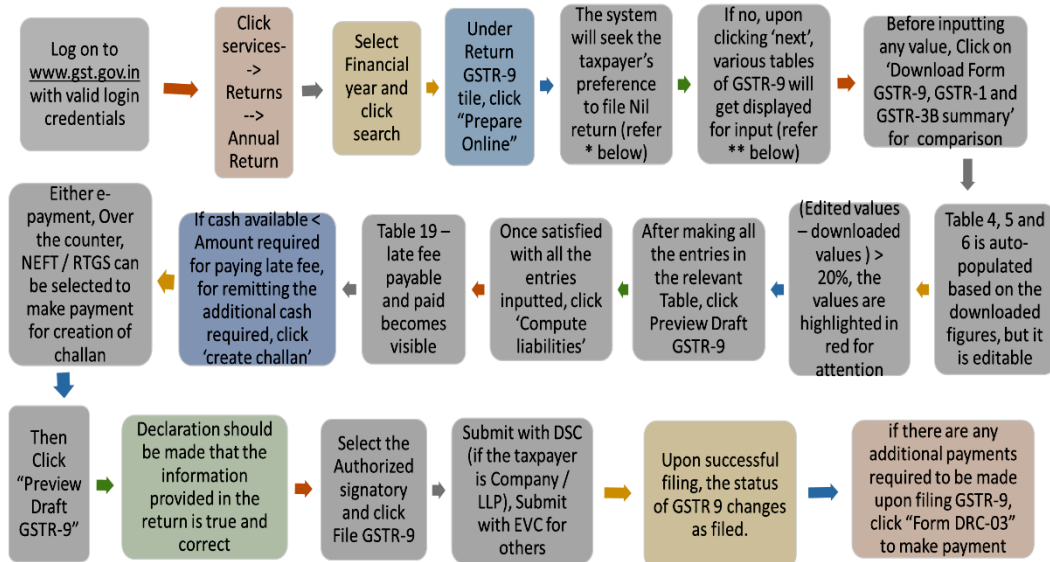 Log on to
www.gst.gov.in
with valid login
credentials
Click
services-
->
Returns
-->
Annual
Return
Select
Financial
year and
click
search
Under
Return
GSTR-9
tile, click
“Prepare
Online”
The system
will seek the
taxpayer’s
preference
to file Nil
return (refer
* below)
If no, upon
clicking ‘next’,
various tables
of GSTR-9 will
get displayed
for input (refer
** below)
Before inputting
any value, Click on
‘Download Form
GSTR-9, GSTR-1 and
GSTR-3B summary’
for comparison
Table 4, 5 and
6 is auto-
populated
based on the
downloaded
figures, but it
is editable
(Edited values
– downloaded
values ) >
20%, the
values are
highlighted in
red for
attention
After making all
the entries in
the relevant
Table, click
Preview Draft
GSTR-9
Once satisfied
with all the
entries
inputted, click
‘Compute
liabilities’
Table 19 –
late fee
payable
and paid
becomes
visible
If cash available <
Amount required
for paying late fee,
for remitting the
additional cash
required, click
‘create challan’
Either e-
payment, Over
the counter,
NEFT / RTGS can
be selected to
make payment
for creation of
challan
Then
Click
“Preview
Draft
GSTR-9”
Declaration should
be made that the
information
provided in the
return is true and
correct
Select the
Authorized
signatory
and click
File GSTR-9
Submit with DSC
(if the taxpayer
is Company /
LLP), Submit
with EVC for
others
Upon successful
filing, the status
of GSTR 9 changes
as filed.
if there are any
additional payments
required to be made
upon filing GSTR-9,
click “Form DRC-03”
to make payment